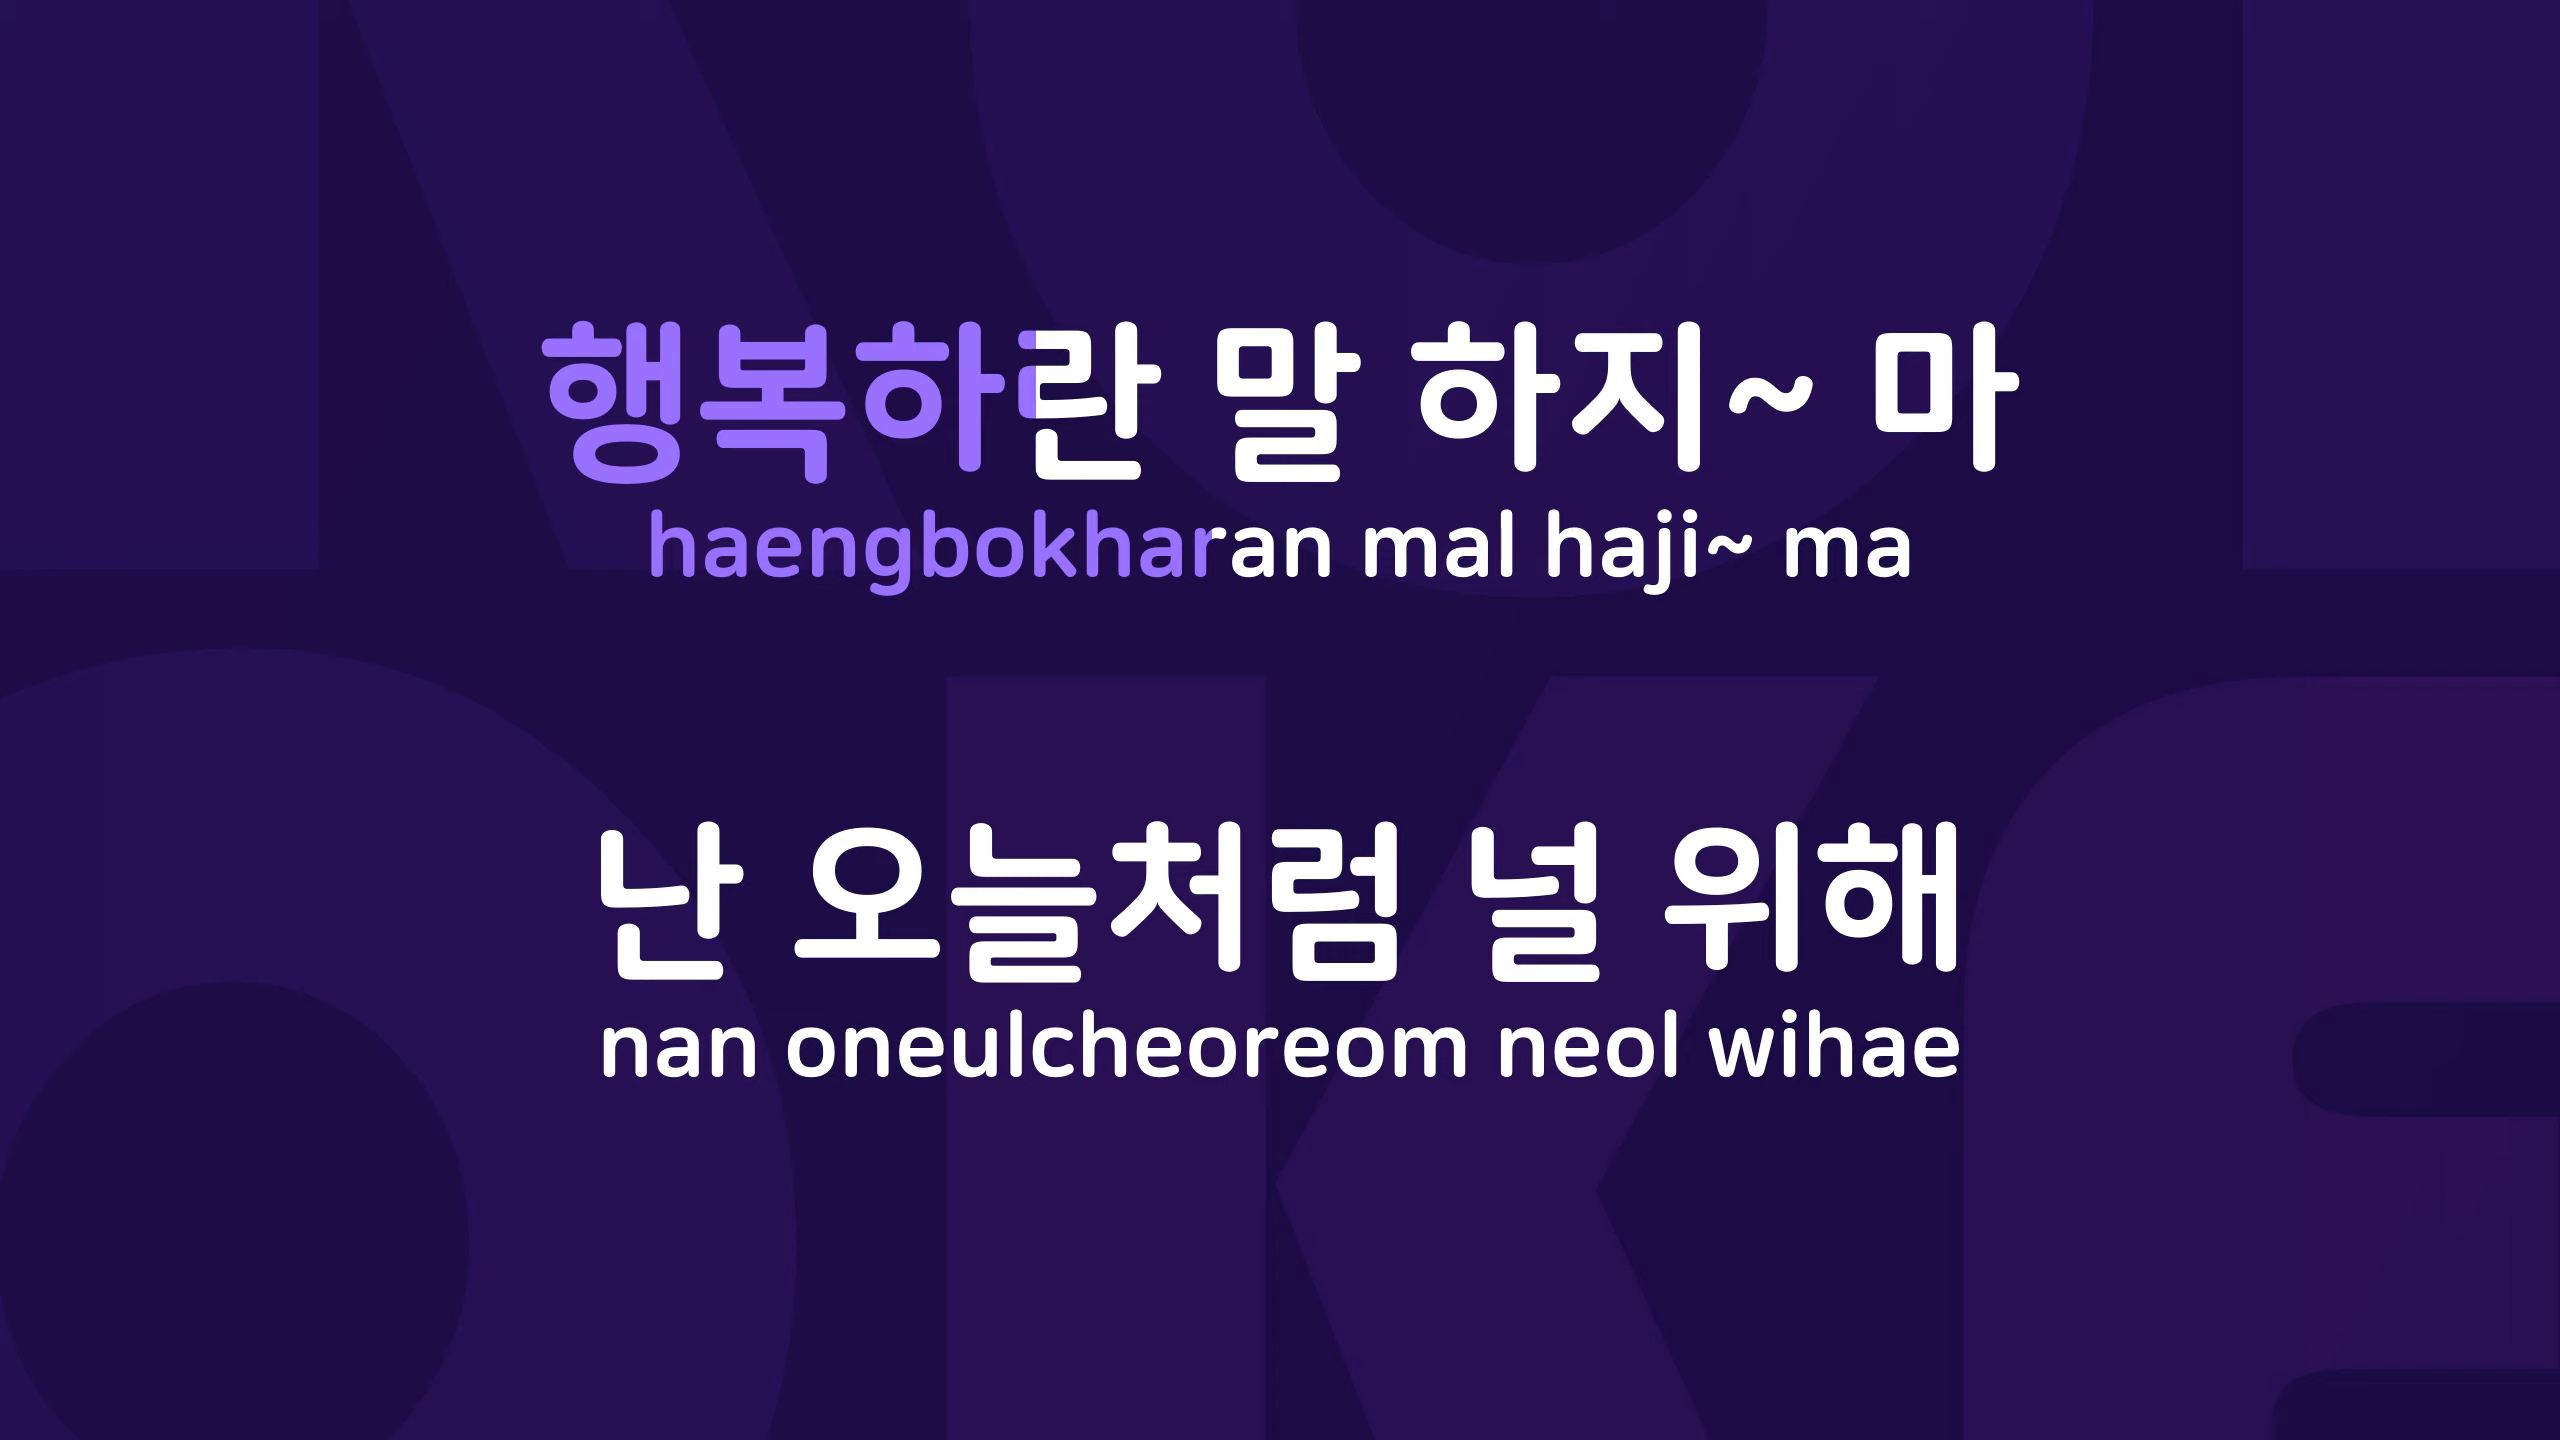 행복하란 말 하지~ 마
haengbokharan mal haji~ ma
난 오늘처럼 널 위해
nan oneulcheoreom neol wihae